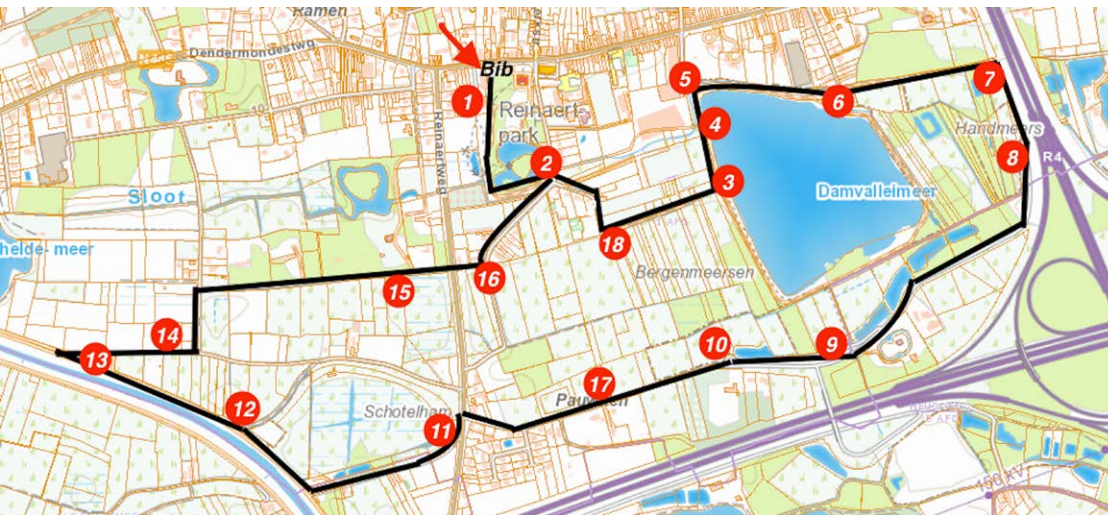 Ramen
Dendermondestwg
Bib
1
Reinaert-
park
2
Reinaertweg
Sloot
helde- meer
5
4
3
6
7
Handmeers
8
R4
Damvalleimeer
18
Bergenmeersen
16
15
14
13
12
Schotelham
11
17
10
9